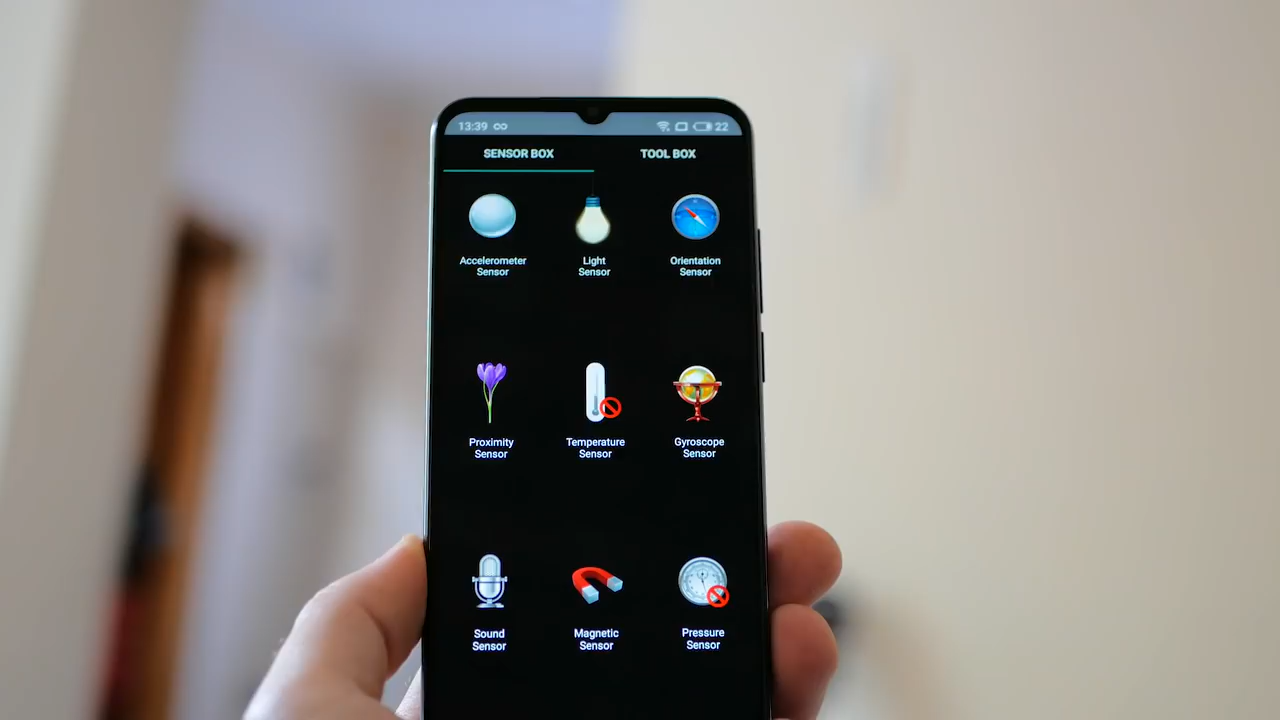 13:39 22
SENSOR BOX TOOL BOX
Accelerometer Sensor
Light Sensor
Orientation Sensor
Proximity Sensor
Temperature Sensor
Gyroscope Sensor
Sound Sensor
Magnetic Sensor
Pressure Sensor